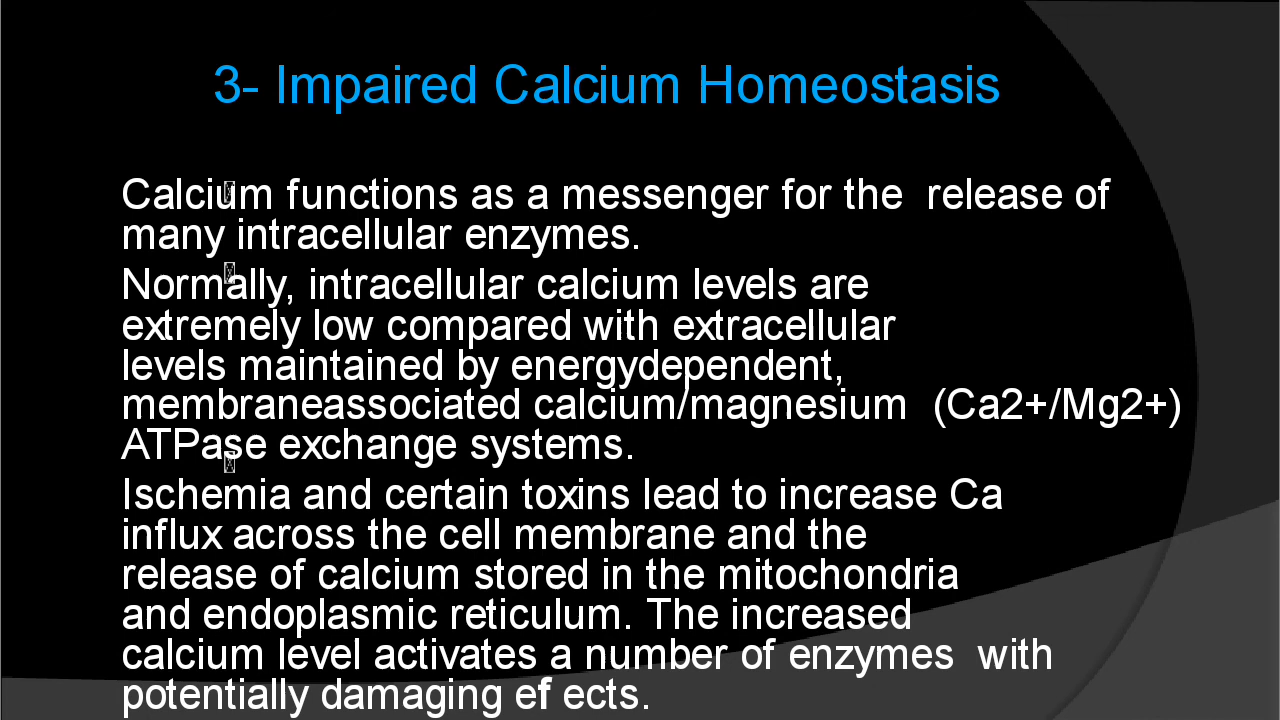 3- Impaired Calcium Homeostasis
Calcium functions as a messenger for the  release of
many intracellular enzymes.
Normally, intracellular calcium levels are
extremely low compared with extracellular
levels maintained by energydependent,
membraneassociated calcium/magnesium  (Ca2+/Mg2+)
ATPase exchange systems.
Ischemia and certain toxins lead to increase Ca
influx across the cell membrane and the
release of calcium stored in the mitochondria
and endoplasmic reticulum. The increased
calcium level activates a number of enzymes  with
potentially damaging ef ects.